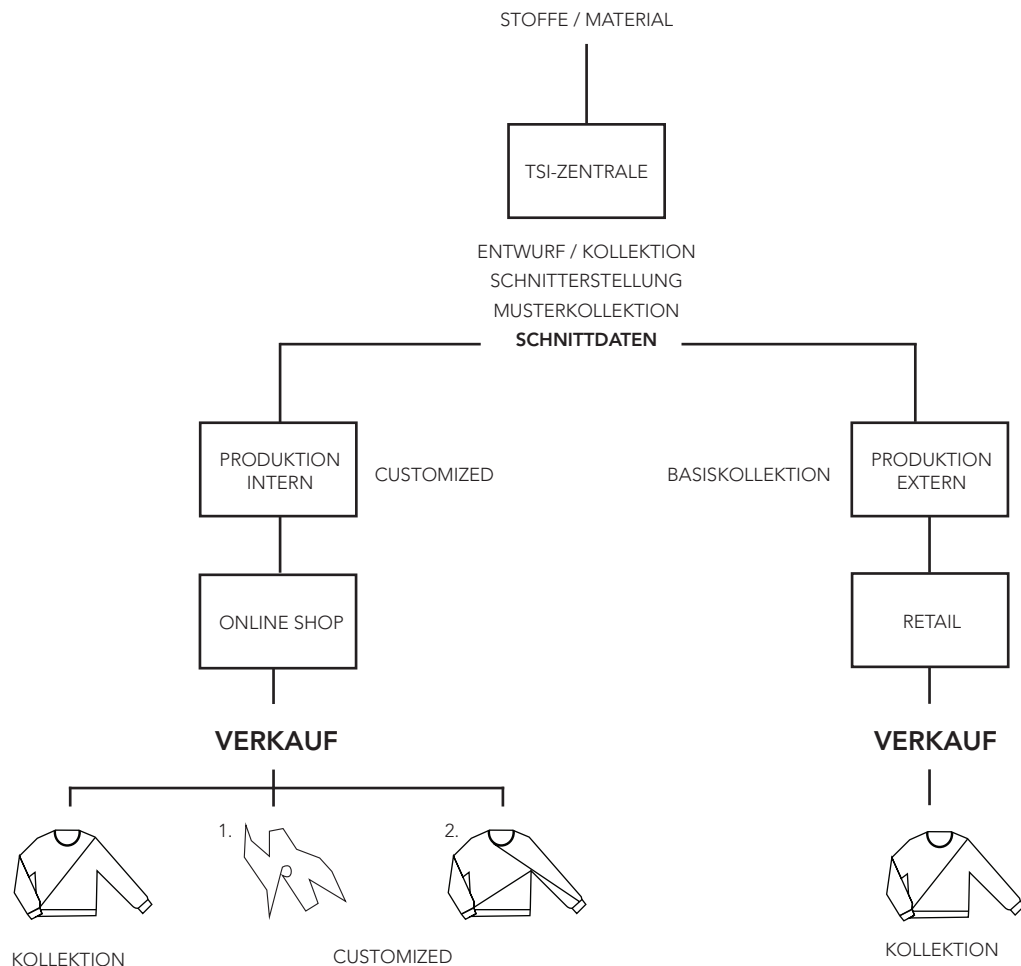 STOFFE / MATERIAL
TSI-ZENTRALE
ENTWURF / KOLLEKTION
SCHNITTERSTELLUNG
MUSTERKOLLEKTION
SCHNITTDATEN
PRODUKTION
INTERN
CUSTOMIZED
BASISKOLLEKTION
PRODUKTION
EXTERN
ONLINE SHOP
RETAIL
VERKAUF
VERKAUF
1.
2.
KOLLEKTION
CUSTOMIZED
KOLLEKTION